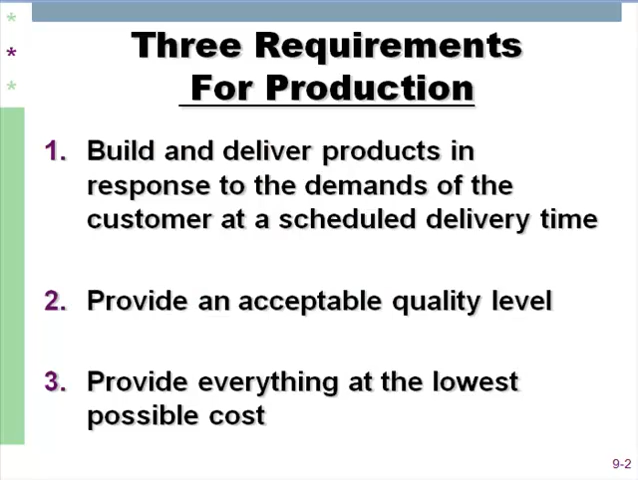 *
*
*
Three Requirements
For Production
1. Build and deliver products in
response to the demands of the
customer at a scheduled delivery time
2. Provide an acceptable quality level
3. Provide everything at the lowest
possible cost
9-2